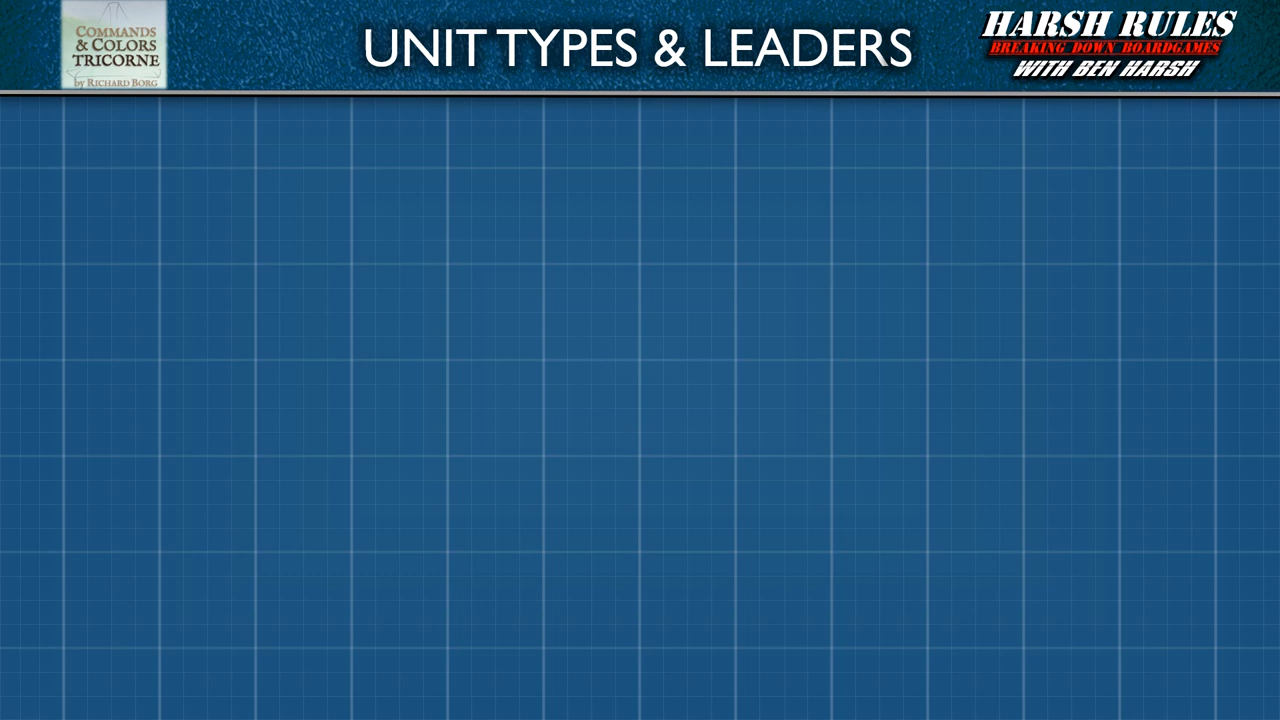 COMMANDS
& COLORS
TRICORNE
by RICHARD BORG
UNIT TYPES & LEADERS
HARSH RULES
BREAKING DOWN BOARDGAMES
WITH BEN HARSH